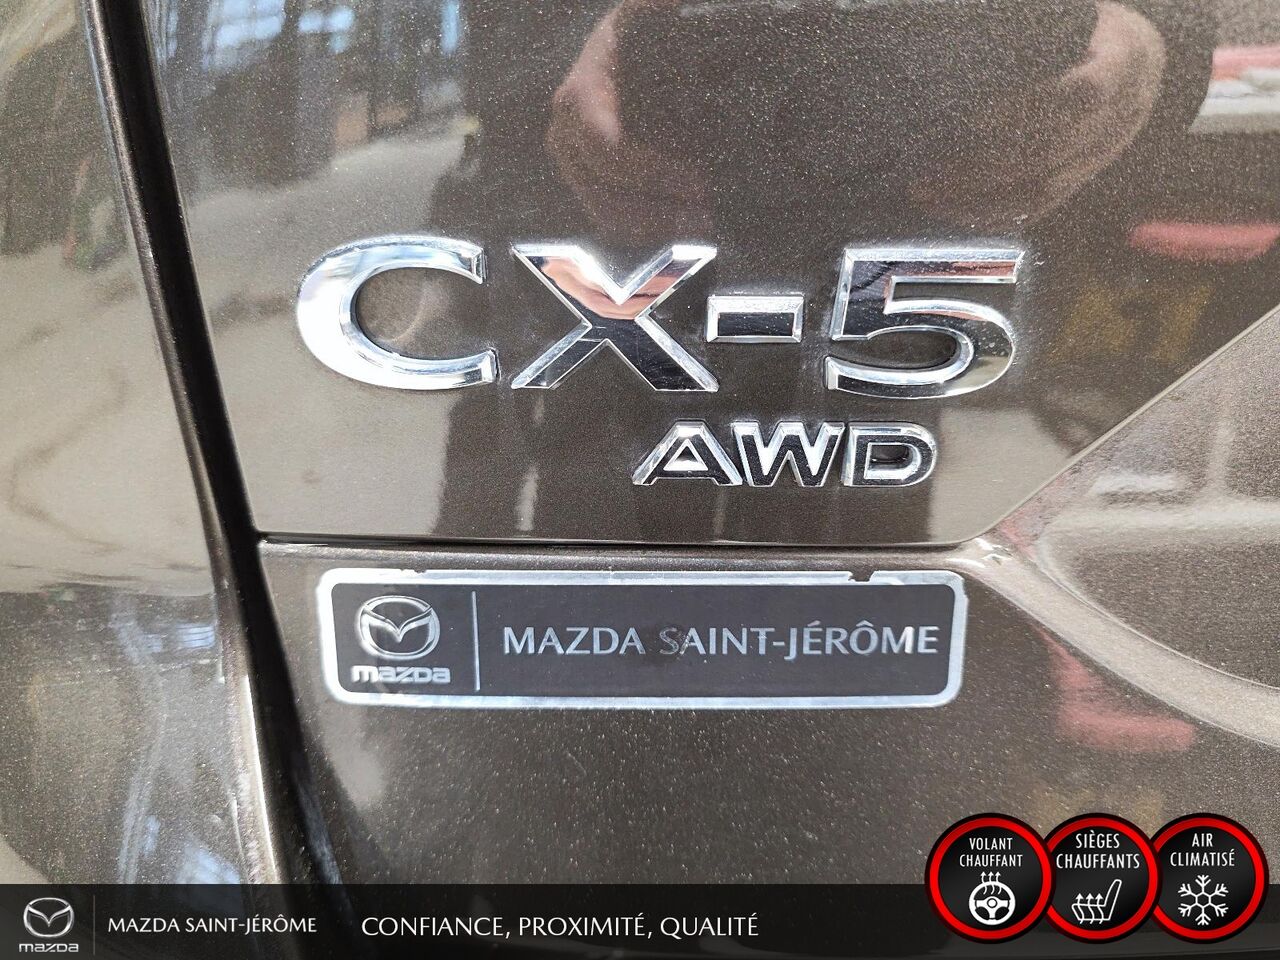 CX-5
AWD
mazda
MAZDA SAINT-JÉRÔME
VOLANT
CHAUFFANT
SIÈGES
CHAUFFANTS
AIR
CLIMATISÉ
mazda
MAZDA SAINT-JÉRÔME
CONFIANCE, PROXIMITÉ, QUALITÉ